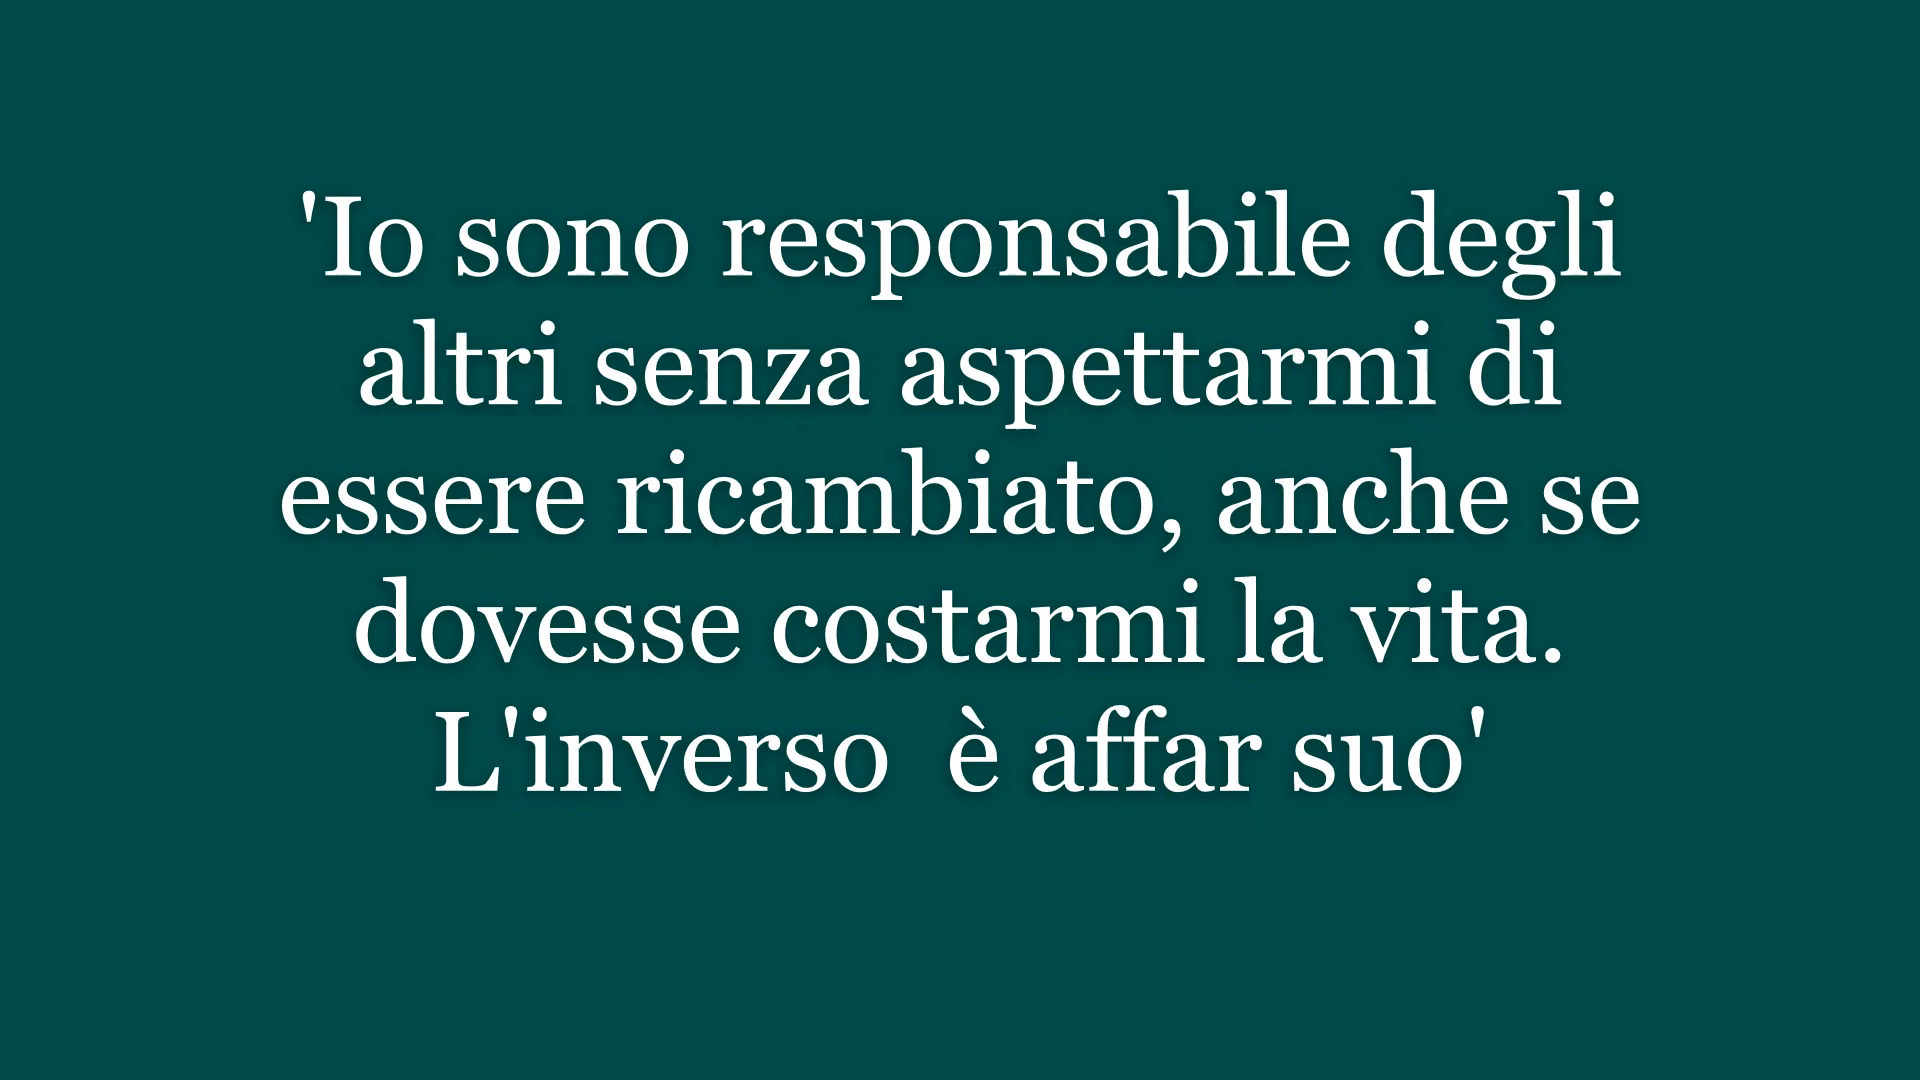 'Io sono responsabile degli
altri senza aspettarmi di
essere ricambiato, anche se
dovesse costarmi la vita.
L'inverso  è affar suo'